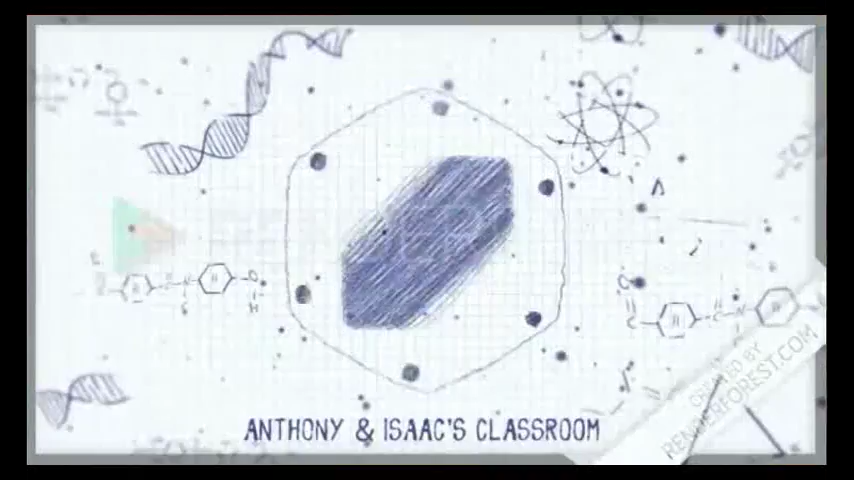 ANTHONY & ISAAC'S CLASSROOM
CREATED BY
RENDERFOREST.COM